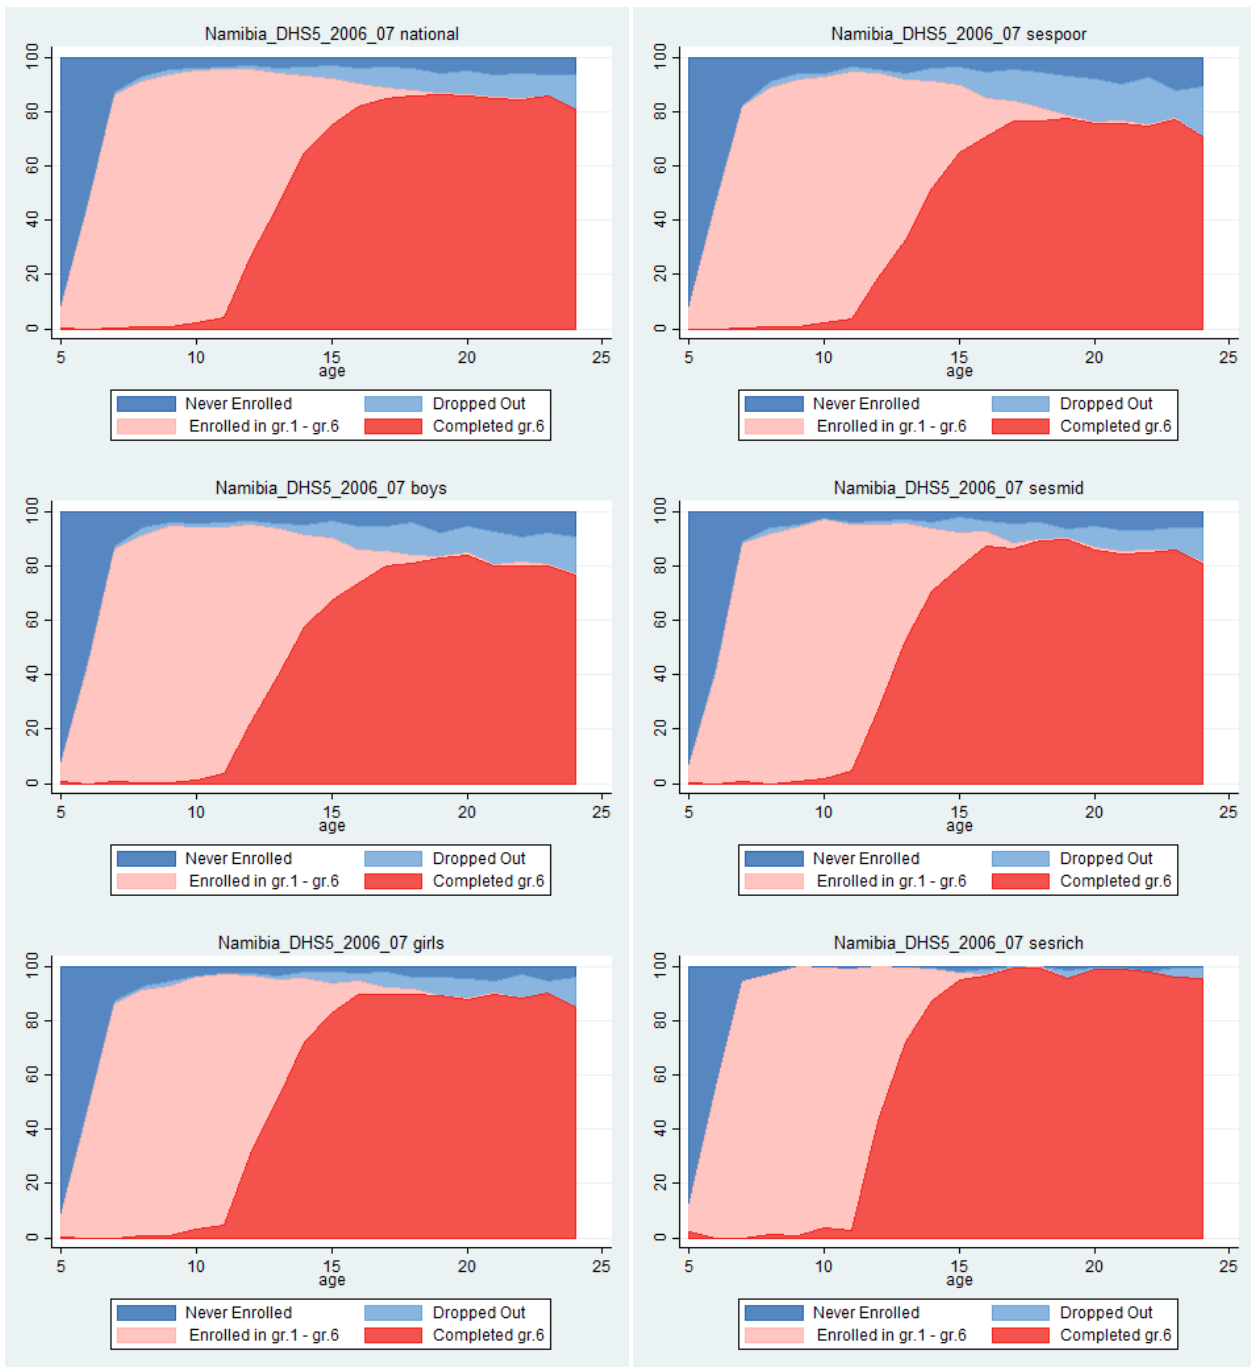 Namibia_DHS5_2006_07 national
100
80
60
40
20
0
5 10 15 20 25
age
Never Enrolled Dropped Out
Enrolled in gr.1 - gr.6 Completed gr.6
Namibia_DHS5_2006_07 sespoor
100
80
60
40
20
0
5 10 15 20 25
age
Never Enrolled Dropped Out
Enrolled in gr.1 - gr.6 Completed gr.6
Namibia_DHS5_2006_07 boys
100
80
60
40
20
0
5 10 15 20 25
age
Never Enrolled Dropped Out
Enrolled in gr.1 - gr.6 Completed gr.6
Namibia_DHS5_2006_07 sesmid
100
80
60
40
20
0
5 10 15 20 25
age
Never Enrolled Dropped Out
Enrolled in gr.1 - gr.6 Completed gr.6
Namibia_DHS5_2006_07 girls
100
80
60
40
20
0
5 10 15 20 25
age
Never Enrolled Dropped Out
Enrolled in gr.1 - gr.6 Completed gr.6
Namibia_DHS5_2006_07 sesrich
100
80
60
40
20
0
5 10 15 20 25
age
Never Enrolled Dropped Out
Enrolled in gr.1 - gr.6 Completed gr.6